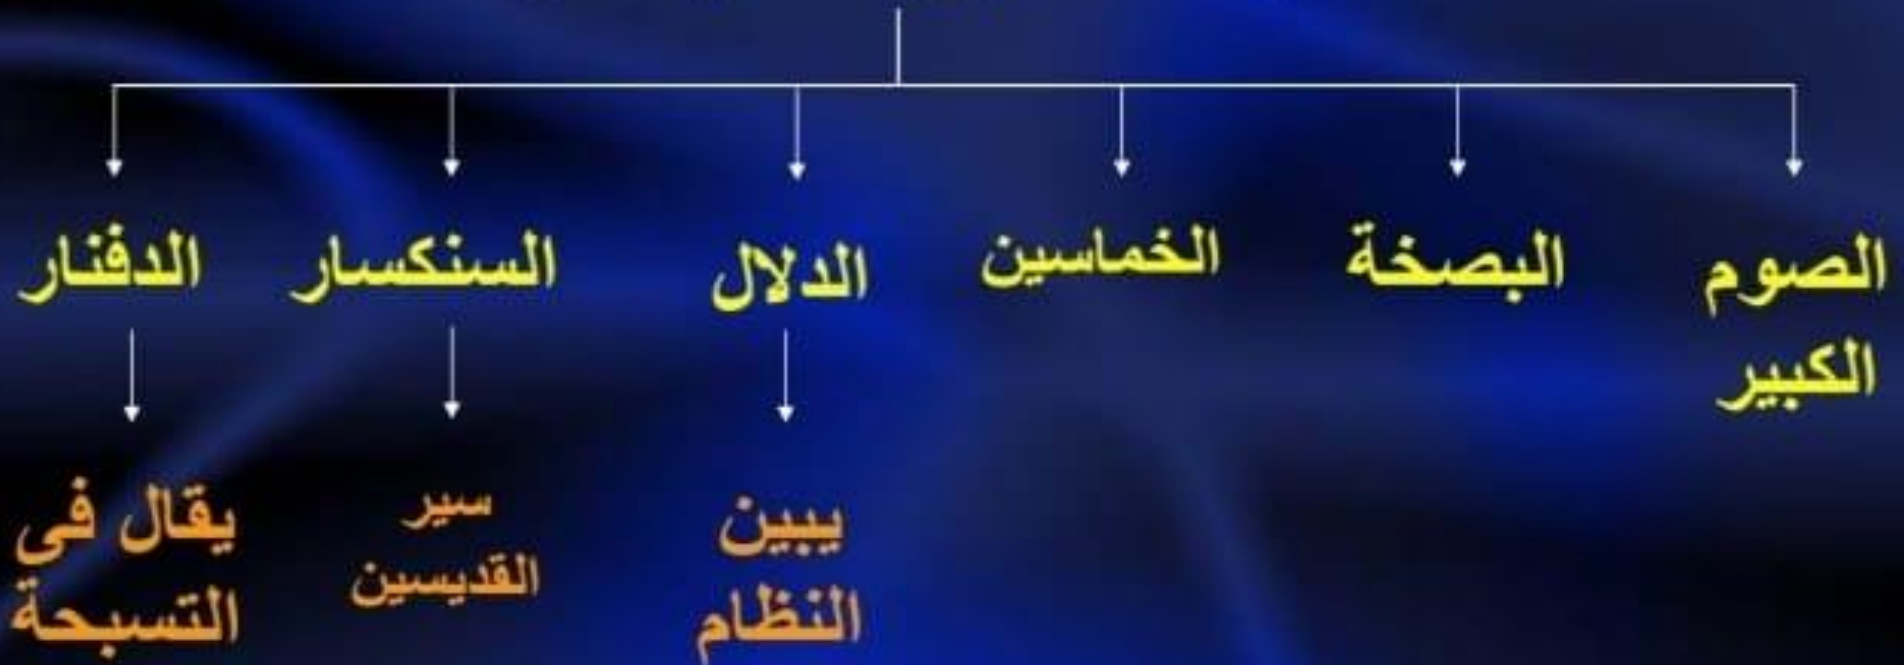 الصوم
الكبير
البصخة
الخماسين
الدلال
السنكسار
الدفنار
يبين
النظام
سير
القديسين
يقال فى
التسبحة